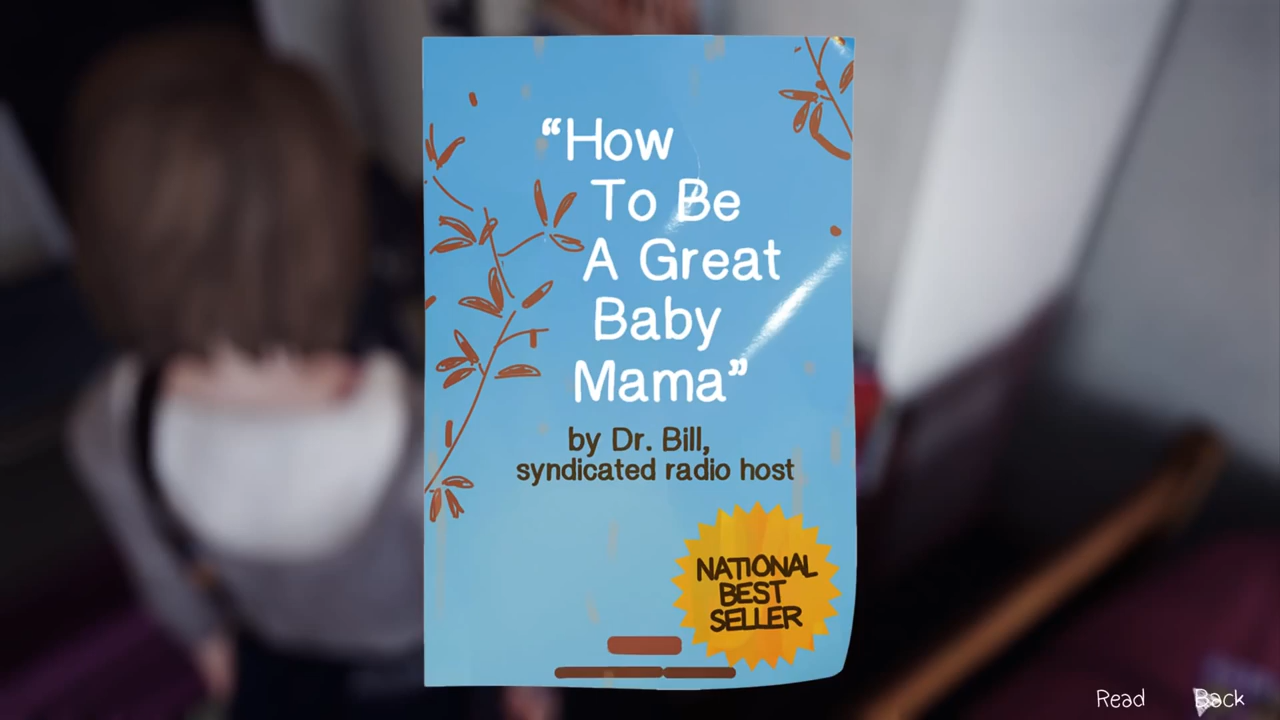 “How
To Be
A Great
Baby
Mama”
by Dr. Bill,
syndicated radio host
NATIONAL
BEST
SELLER
Read Back